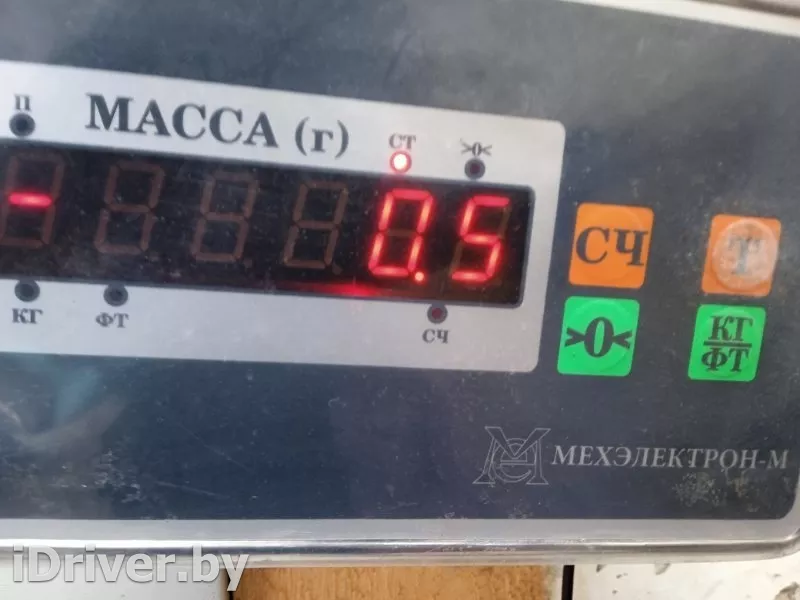 П
МАССА (г)
СТ
>0<
- 0.5
КГ
ФТ
СЧ
СЧ
Т
>0<
КГ
ФТ
МЕХЭЛЕКТРОН-М
iDriver.by